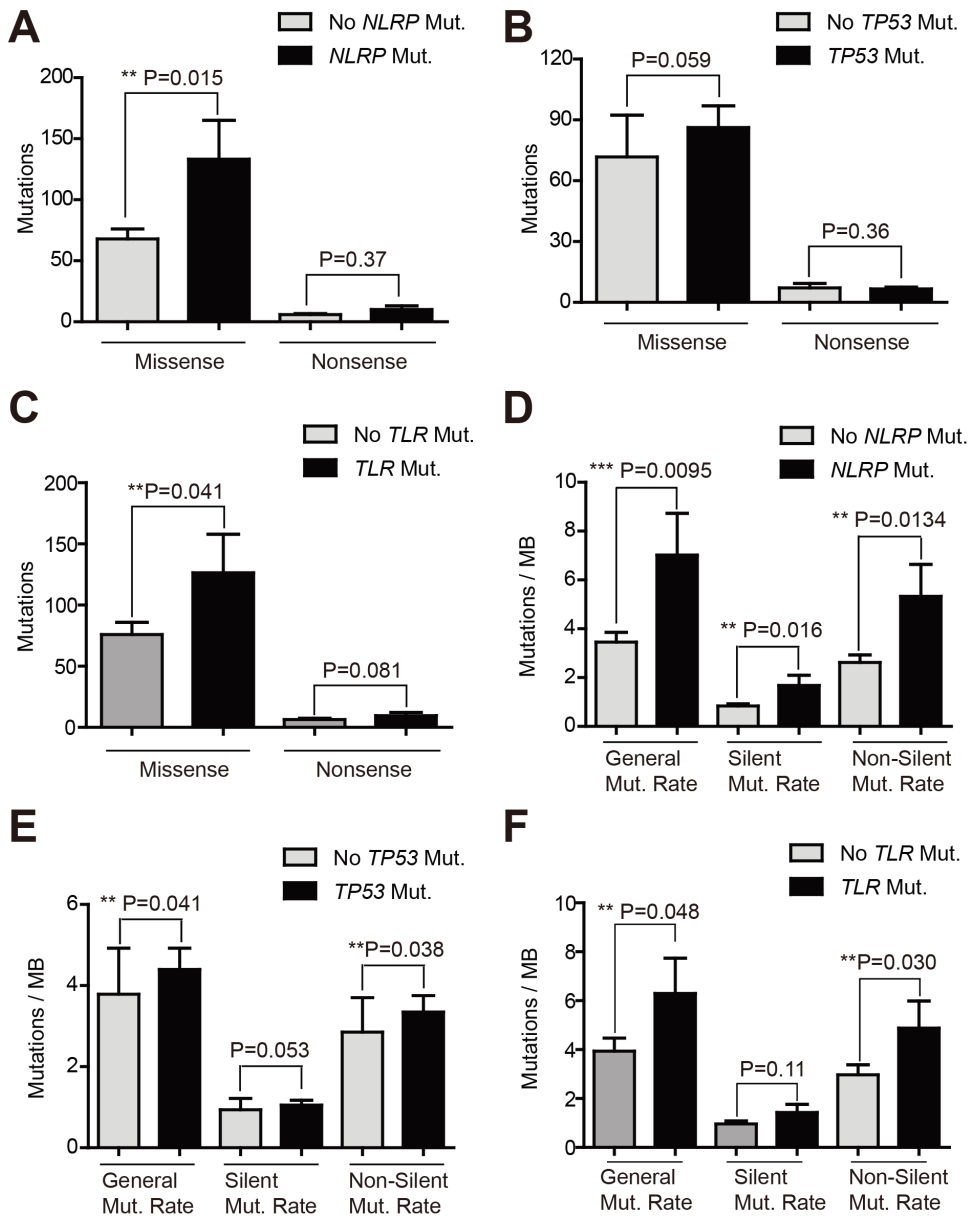 A
No NLRP Mut.
NLRP Mut.
** P=0.015
200
150
100
50
0
Mutations
P=0.37
Missense
Nonsense
B
No TP53 Mut.
TP53 Mut.
P=0.059
120
90
60
30
0
Mutations
P=0.36
Missense
Nonsense
C
No TLR Mut.
TLR Mut.
**P=0.041
200
150
100
50
0
Mutations
P=0.081
Missense
Nonsense
D
No NLRP Mut.
NLRP Mut.
*** P=0.0095
** P=0.0134
** P=0.016
10
8
6
4
2
0
Mutations / MB
General
Mut. Rate
Silent
Mut. Rate
Non-Silent
Mut. Rate
E
No TP53 Mut.
TP53 Mut.
** P=0.041
**P=0.038
P=0.053
6
4
2
0
Mutations / MB
General
Mut. Rate
Silent
Mut. Rate
Non-Silent
Mut. Rate
F
No TLR Mut.
TLR Mut.
** P=0.048
**P=0.030
P=0.11
10
8
6
4
2
0
Mutations / MB
General
Mut. Rate
Silent
Mut. Rate
Non-Silent
Mut. Rate